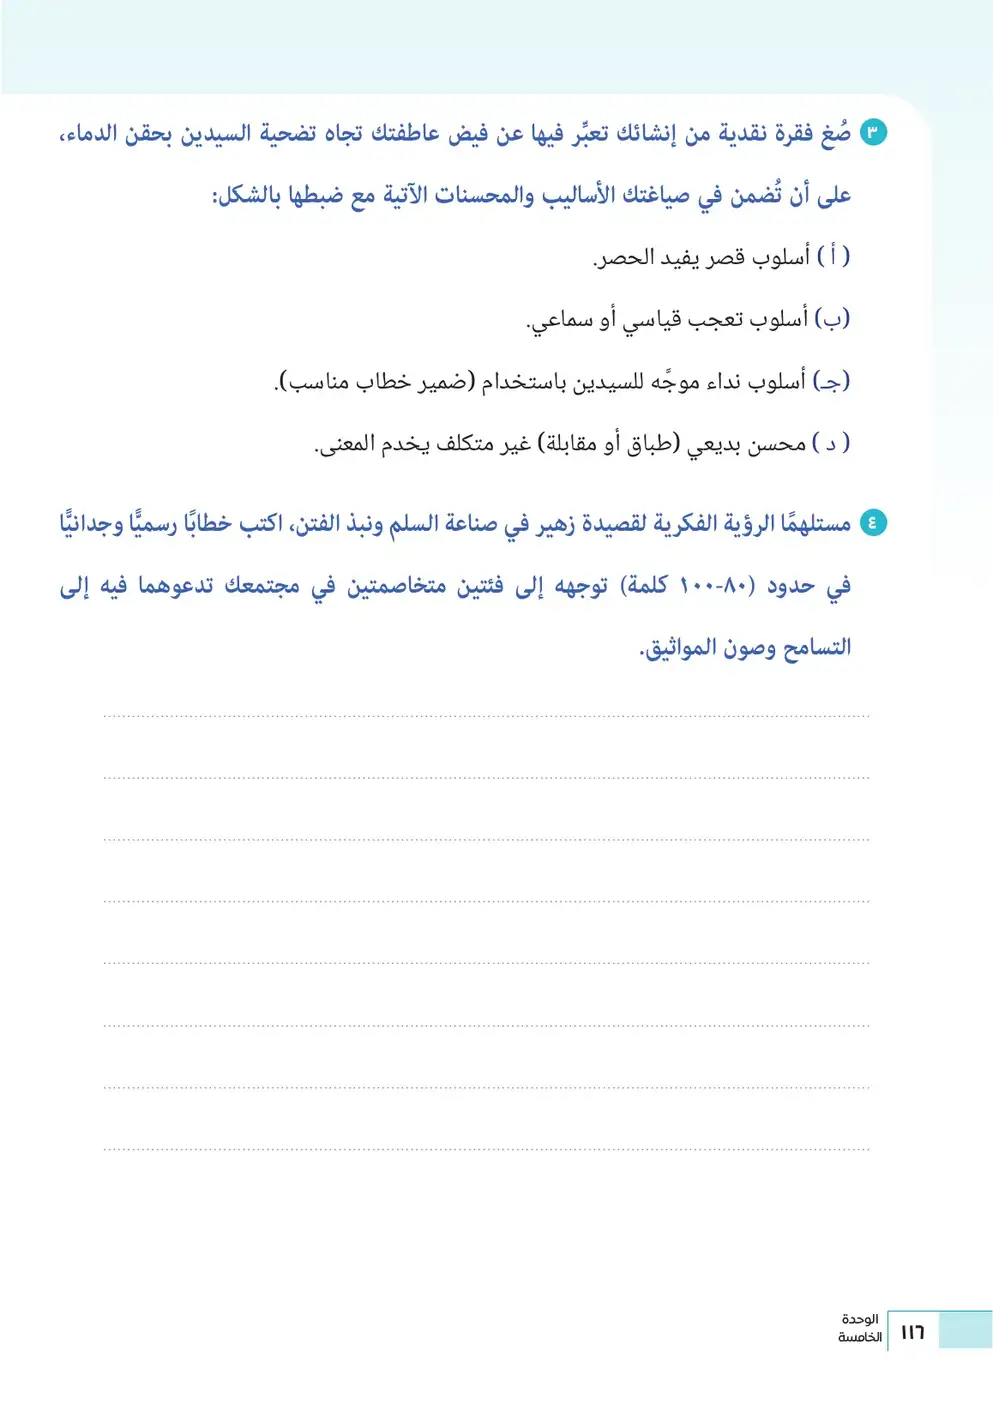 ٣ صُغ فقرة نقدية من إنشائك تعبِّر فيها عن فيض عاطفتك تجاه تضحية السيدين بحقن الدماء،
على أن تُضمن في صياغتك الأساليب والمحسنات الآتية مع ضبطها بالشكل:
( أ ) أسلوب قصر يفيد الحصر.
(ب) أسلوب تعجب قياسي أو سماعي.
(جـ) أسلوب نداء موجَّه للسيدين باستخدام (ضمير خطاب مناسب).
( د ) محسن بديعي (طباق أو مقابلة) غير متكلف يخدم المعنى.
٤ مستلهمًا الرؤية الفكرية لقصيدة زهير في صناعة السلم ونبذ الفتن، اكتب خطابًا رسميًّا وجدانيًّا
في حدود (٨٠-١٠٠ كلمة) توجهه إلى فئتين متخاصمتين في مجتمعك تدعوهما فيه إلى
التسامح وصون المواثيق.
الوحدة
الخامسة
١١٦